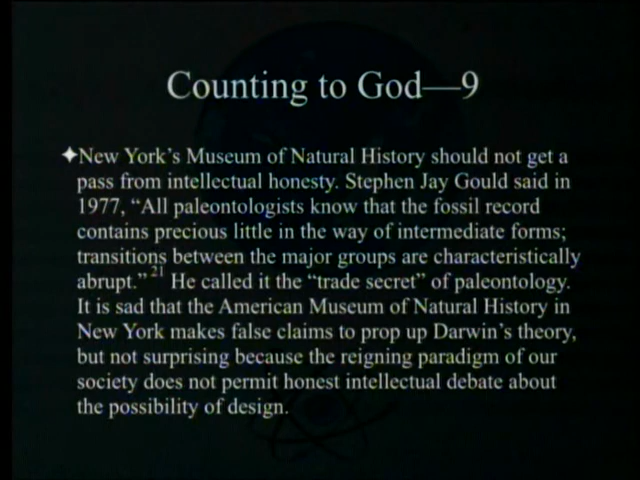 Counting to God—9
✦New York's Museum of Natural History should not get a
pass from intellectual honesty. Stephen Jay Gould said in
1977, “All paleontologists know that the fossil record
contains precious little in the way of intermediate forms;
transitions between the major groups are characteristically
abrupt.” 21 He called it the “trade secret” of paleontology.
It is sad that the American Museum of Natural History in
New York makes false claims to prop up Darwin's theory,
but not surprising because the reigning paradigm of our
society does not permit honest intellectual debate about
the possibility of design.